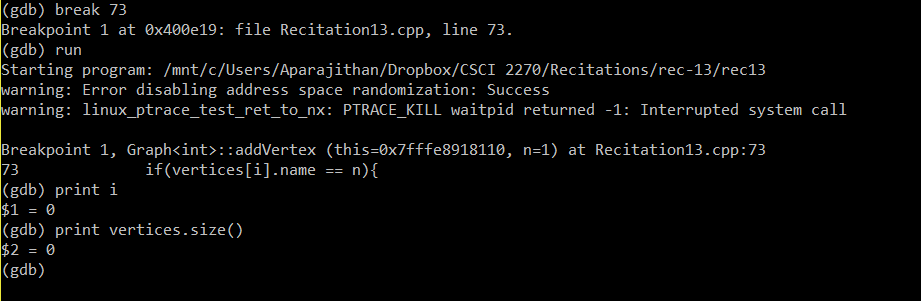 (gdb) break 73
Breakpoint 1 at 0x400e19: file Recitation13.cpp, line 73.
(gdb) run
Starting program: /mnt/c/Users/Aparajithan/Dropbox/CSCI 2270/Recitations/rec-13/rec13
warning: Error disabling address space randomization: Success
warning: linux_ptrace_test_ret_to_nx: PTRACE_KILL waitpid returned -1: Interrupted system call

Breakpoint 1, Graph<int>::addVertex (this=0x7fffe8918110, n=1) at Recitation13.cpp:73
73              if(vertices[i].name == n){
(gdb) print i
$1 = 0
(gdb) print vertices.size()
$2 = 0
(gdb)